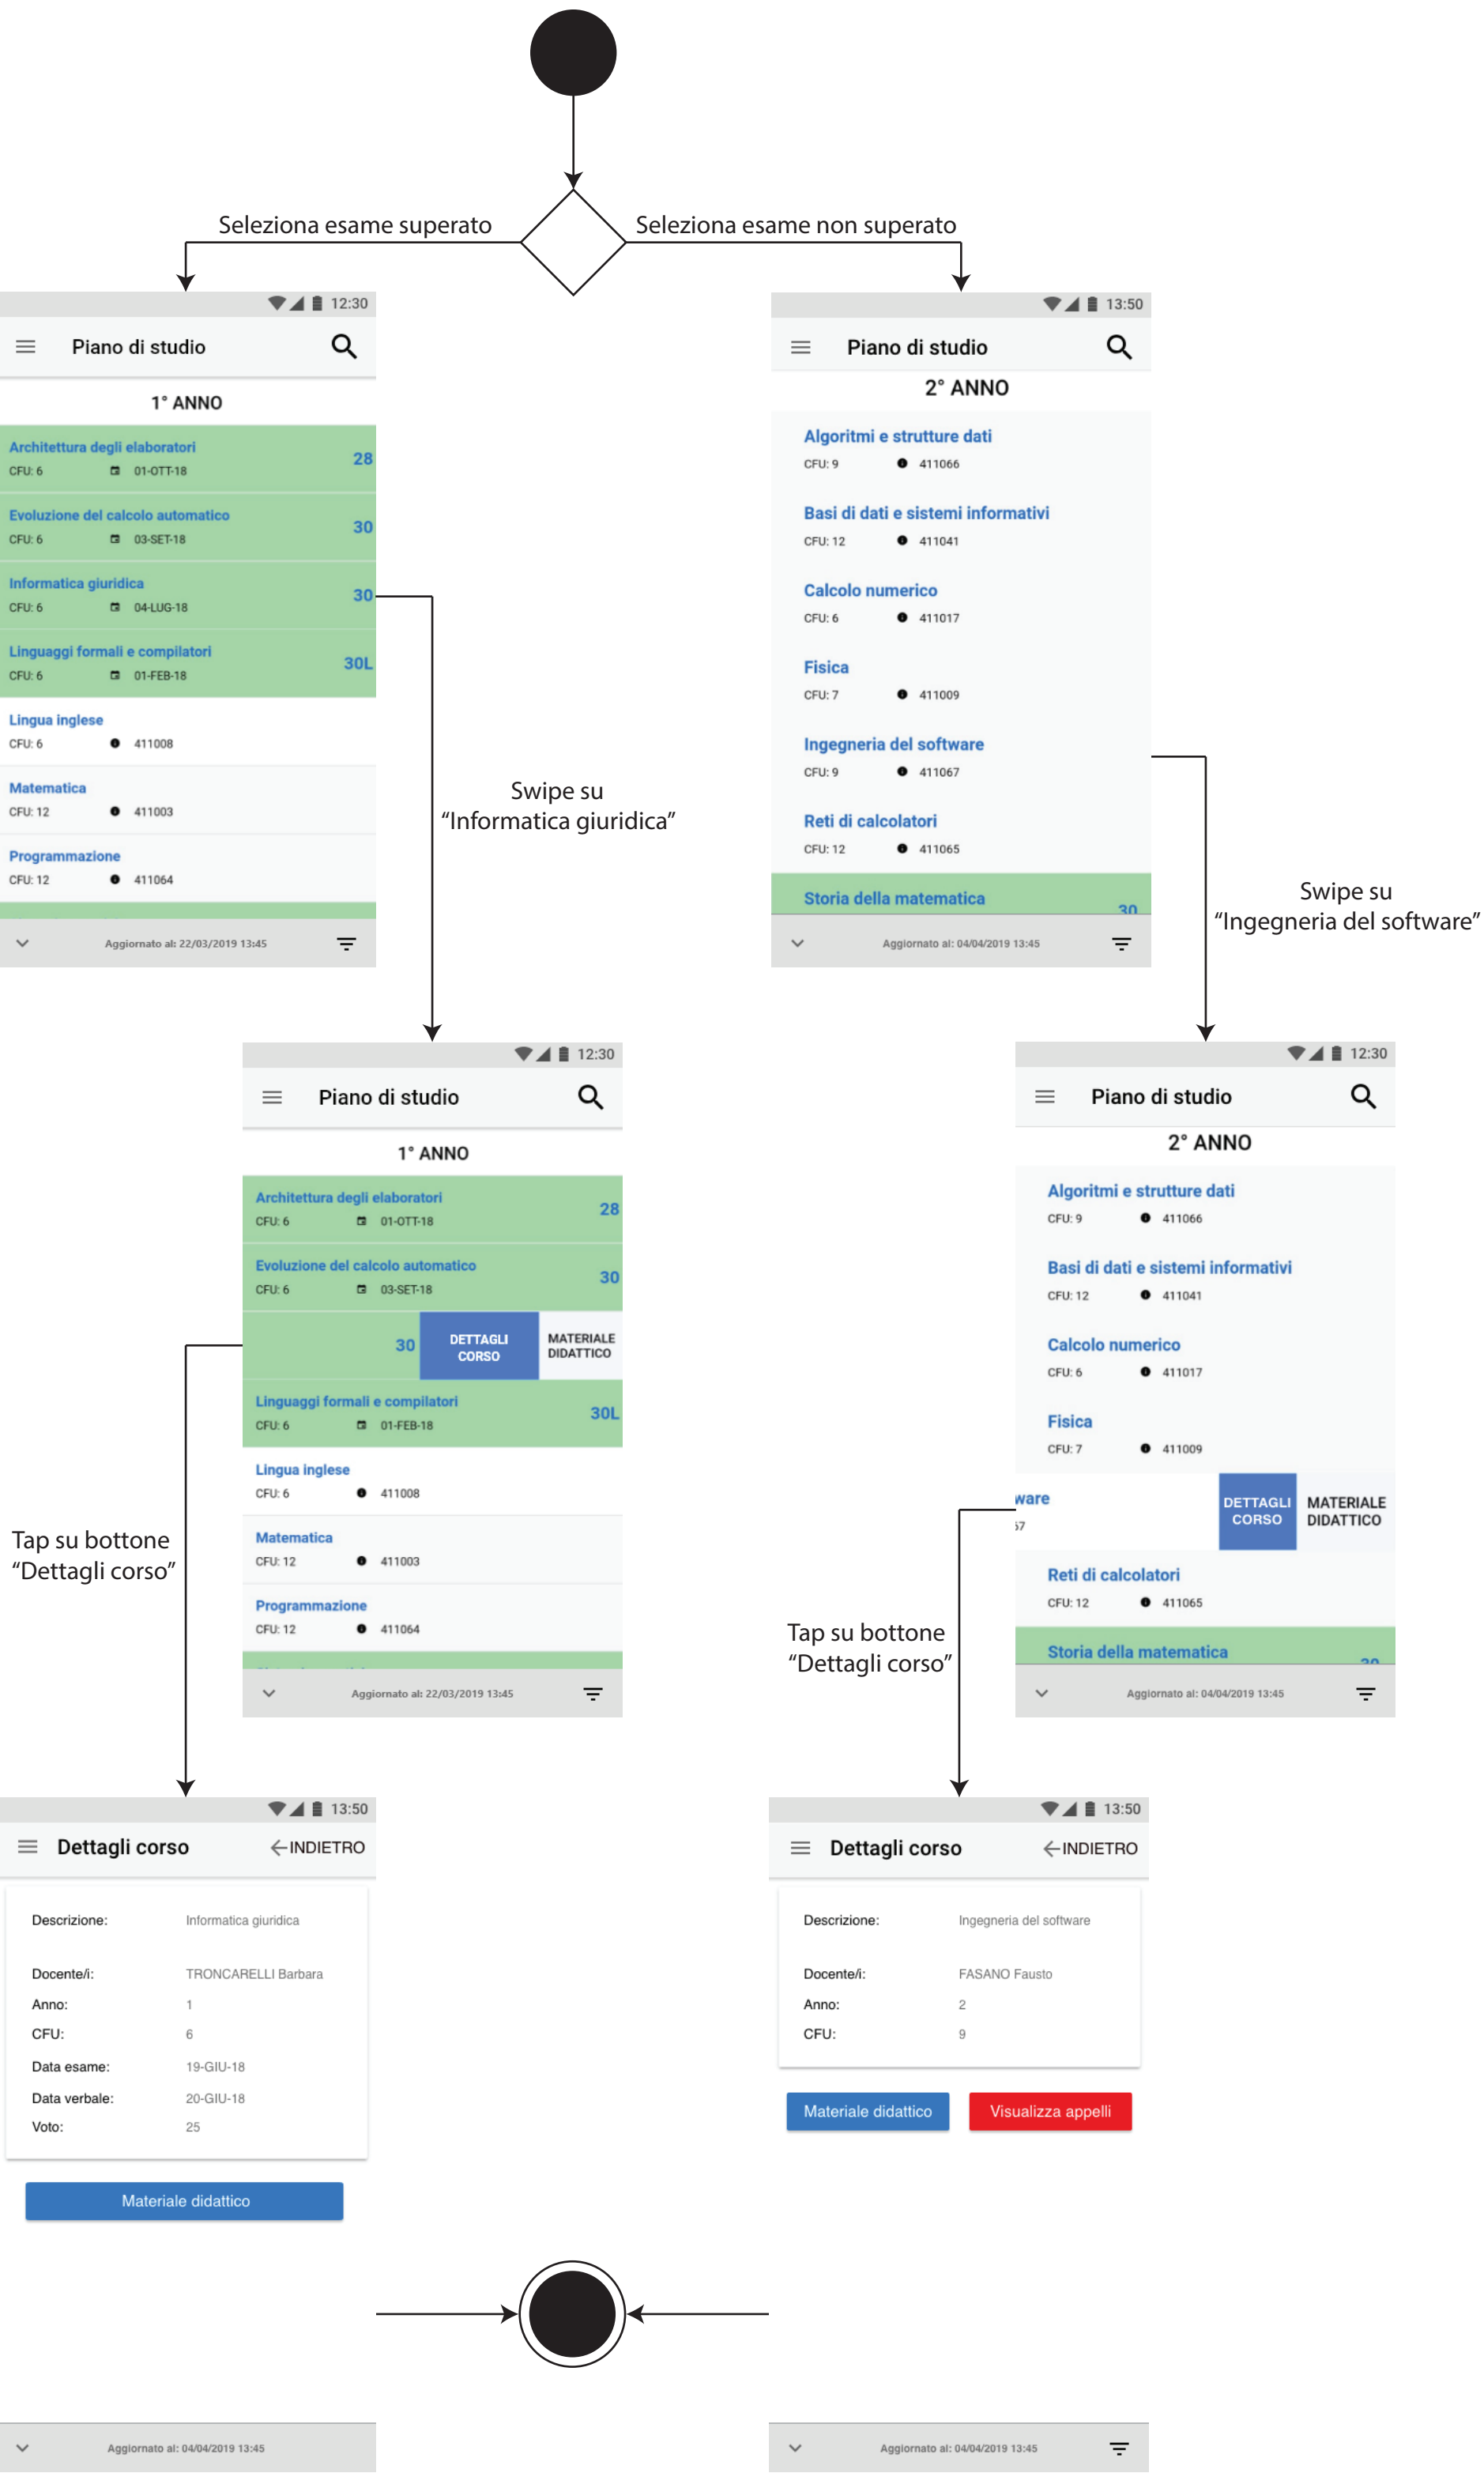 Seleziona esame superato
Seleziona esame non superato
12:30
Piano di studio
1° ANNO
Architettura degli elaboratori
28
CFU: 6 01-OTT-18
Evoluzione del calcolo automatico
30
CFU: 6 03-SET-18
Informatica giuridica
30
CFU: 6 04-LUG-18
Linguaggi formali e compilatori
30L
CFU: 6 01-FEB-18
Lingua inglese
CFU: 6 411008
Matematica
CFU: 12 411003
Programmazione
CFU: 12 411064
Aggiornato al: 22/03/2019 13:45
Swipe su
“Informatica giuridica”
13:50
Piano di studio
2° ANNO
Algoritmi e strutture dati
CFU: 9 411066
Basi di dati e sistemi informativi
CFU: 12 411041
Calcolo numerico
CFU: 6 411017
Fisica
CFU: 7 411009
Ingegneria del software
CFU: 9 411067
Reti di calcolatori
CFU: 12 411065
Storia della matematica
30
Aggiornato al: 04/04/2019 13:45
Swipe su
“Ingegneria del software”
12:30
Piano di studio
1° ANNO
Architettura degli elaboratori
28
CFU: 6 01-OTT-18
Evoluzione del calcolo automatico
30
CFU: 6 03-SET-18
30 DETTAGLI CORSO MATERIALE DIDATTICO
Linguaggi formali e compilatori
30L
CFU: 6 01-FEB-18
Lingua inglese
CFU: 6 411008
Matematica
CFU: 12 411003
Programmazione
CFU: 12 411064
Aggiornato al: 22/03/2019 13:45
Tap su bottone
“Dettagli corso”
12:30
Piano di studio
2° ANNO
Algoritmi e strutture dati
CFU: 9 411066
Basi di dati e sistemi informativi
CFU: 12 411041
Calcolo numerico
CFU: 6 411017
Fisica
CFU: 7 411009
ware
67
DETTAGLI CORSO MATERIALE DIDATTICO
Reti di calcolatori
CFU: 12 411065
Storia della matematica
30
Aggiornato al: 04/04/2019 13:45
Tap su bottone
“Dettagli corso”
13:50
Dettagli corso INDIETRO
Descrizione: Informatica giuridica
Docente/i: TRONCARELLI Barbara
Anno: 1
CFU: 6
Data esame: 19-GIU-18
Data verbale: 20-GIU-18
Voto: 25
Materiale didattico
Aggiornato al: 04/04/2019 13:45
13:50
Dettagli corso INDIETRO
Descrizione: Ingegneria del software
Docente/i: FASANO Fausto
Anno: 2
CFU: 9
Materiale didattico Visualizza appelli
Aggiornato al: 04/04/2019 13:45